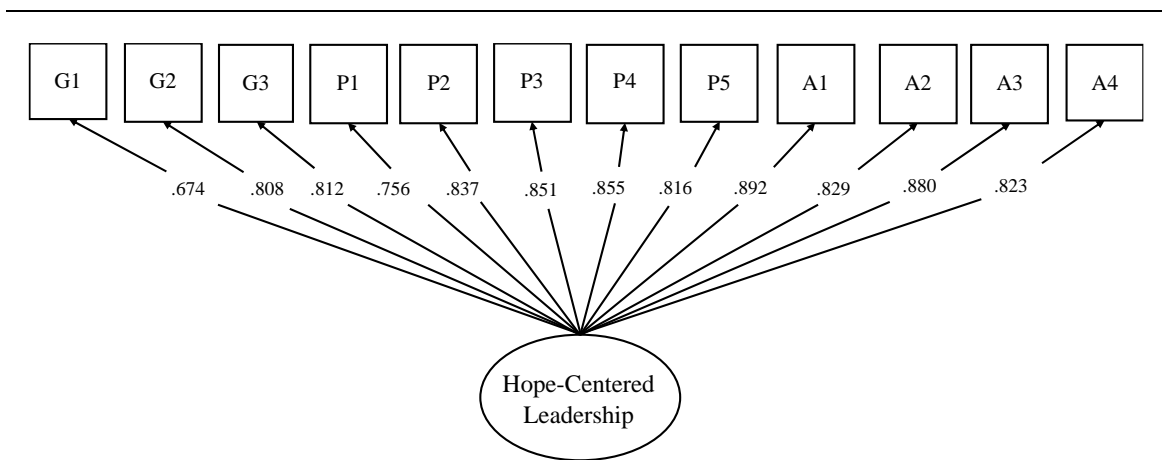 G1 G2 G3 P1 P2 P3 P4 P5 A1 A2 A3 A4
.674 .808 .812 .756 .837 .851 .855 .816 .892 .829 .880 .823
Hope-Centered
Leadership